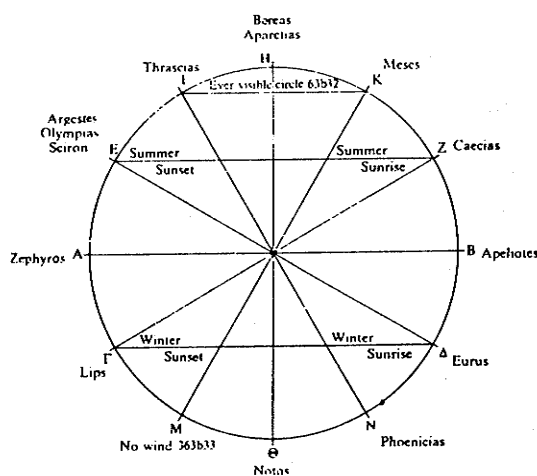 Boreas
Aparctias
H
Thrascias
I
Ever visible circle 63b32
K
Meses
Argestes
Olympias
Sciron
E
Summer
Sunset
Summer
Sunrise
Z
Caecias
Zephyros
A
B
Apeliotes
Γ
Winter
Sunset
Winter
Sunrise
Δ
Eurus
Lips
M
No wind 363b33
Θ
Notos
N
Phoenicias